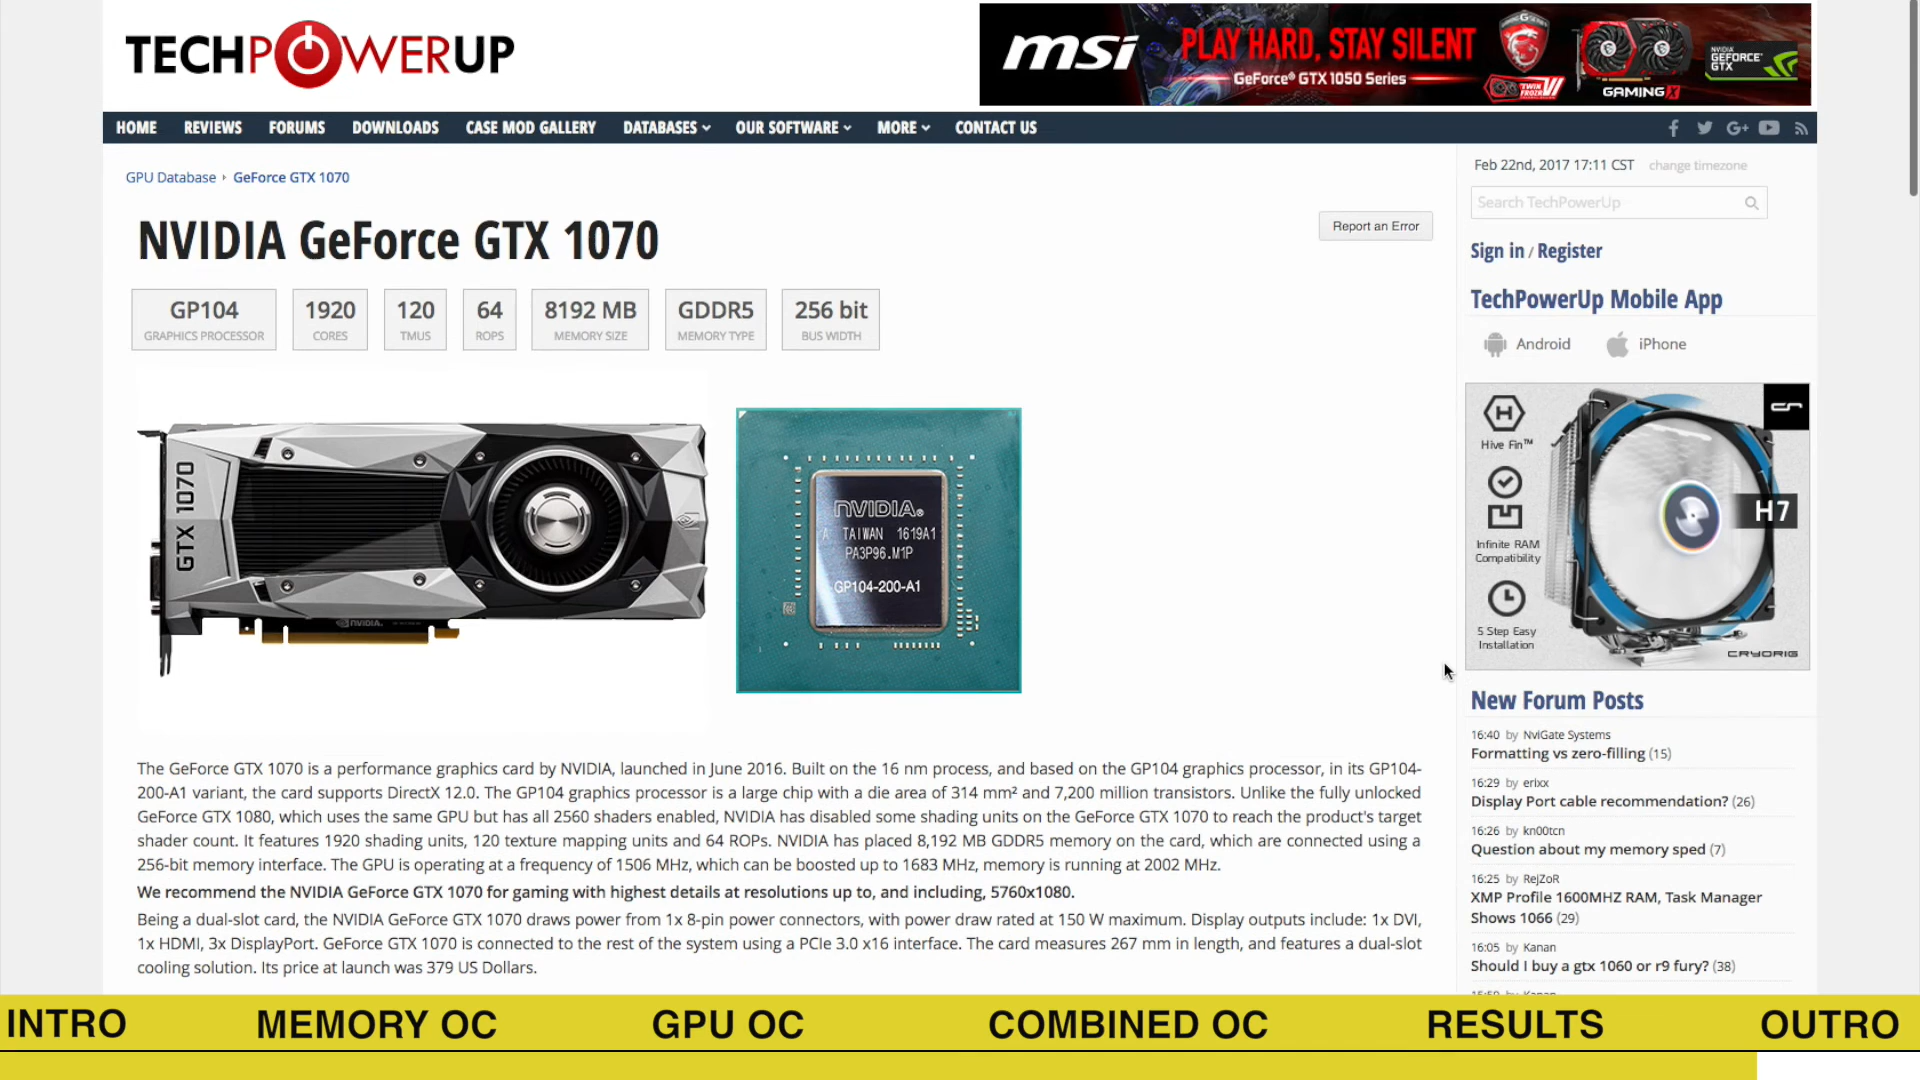 TECHPOWERUP
msi
PLAY HARD, STAY SILENT
GeForce® GTX 1050 Series
GAMING X
NVIDIA
GEFORCE
GTX
HOME REVIEWS FORUMS DOWNLOADS CASE MOD GALLERY DATABASES OUR SOFTWARE MORE CONTACT US
GPU Database › GeForce GTX 1070
NVIDIA GeForce GTX 1070
Report an Error
GP104
GRAPHICS PROCESSOR
1920
CORES
120
TMUS
64
ROPS
8192 MB
MEMORY SIZE
GDDR5
MEMORY TYPE
256 bit
BUS WIDTH
GTX 1070
NVIDIA.
NVIDIA®
A TAIWAN 1619A1
PA3P96.M1P
GP104-200-A1
The GeForce GTX 1070 is a performance graphics card by NVIDIA, launched in June 2016. Built on the 16 nm process, and based on the GP104 graphics processor, in its GP104-
200-A1 variant, the card supports DirectX 12.0. The GP104 graphics processor is a large chip with a die area of 314 mm² and 7,200 million transistors. Unlike the fully unlocked
GeForce GTX 1080, which uses the same GPU but has all 2560 shaders enabled, NVIDIA has disabled some shading units on the GeForce GTX 1070 to reach the product's target
shader count. It features 1920 shading units, 120 texture mapping units and 64 ROPs. NVIDIA has placed 8,192 MB GDDR5 memory on the card, which are connected using a
256-bit memory interface. The GPU is operating at a frequency of 1506 MHz, which can be boosted up to 1683 MHz, memory is running at 2002 MHz.
We recommend the NVIDIA GeForce GTX 1070 for gaming with highest details at resolutions up to, and including, 5760x1080.
Being a dual-slot card, the NVIDIA GeForce GTX 1070 draws power from 1x 8-pin power connectors, with power draw rated at 150 W maximum. Display outputs include: 1x DVI,
1x HDMI, 3x DisplayPort. GeForce GTX 1070 is connected to the rest of the system using a PCIe 3.0 x16 interface. The card measures 267 mm in length, and features a dual-slot
cooling solution. Its price at launch was 379 US Dollars.
Feb 22nd, 2017 17:11 CST change timezone
Search TechPowerUp
Sign in / Register
TechPowerUp Mobile App
Android iPhone
Hive Fin™
Infinite RAM
Compatibility
5 Step Easy
Installation
H7
CRYORIG
New Forum Posts
16:40 by NviGate Systems
Formatting vs zero-filling (15)
16:29 by erixx
Display Port cable recommendation? (26)
16:26 by kn00tcn
Question about my memory sped (7)
16:25 by RejZoR
XMP Profile 1600MHZ RAM, Task Manager
Shows 1066 (29)
16:05 by Kanan
Should I buy a gtx 1060 or r9 fury? (38)
INTRO MEMORY OC GPU OC COMBINED OC RESULTS OUTRO